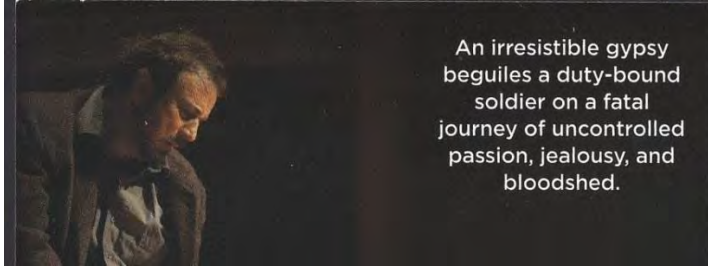 An irresistible gypsy
beguiles a duty-bound
soldier on a fatal
journey of uncontrolled
passion, jealousy, and
bloodshed.